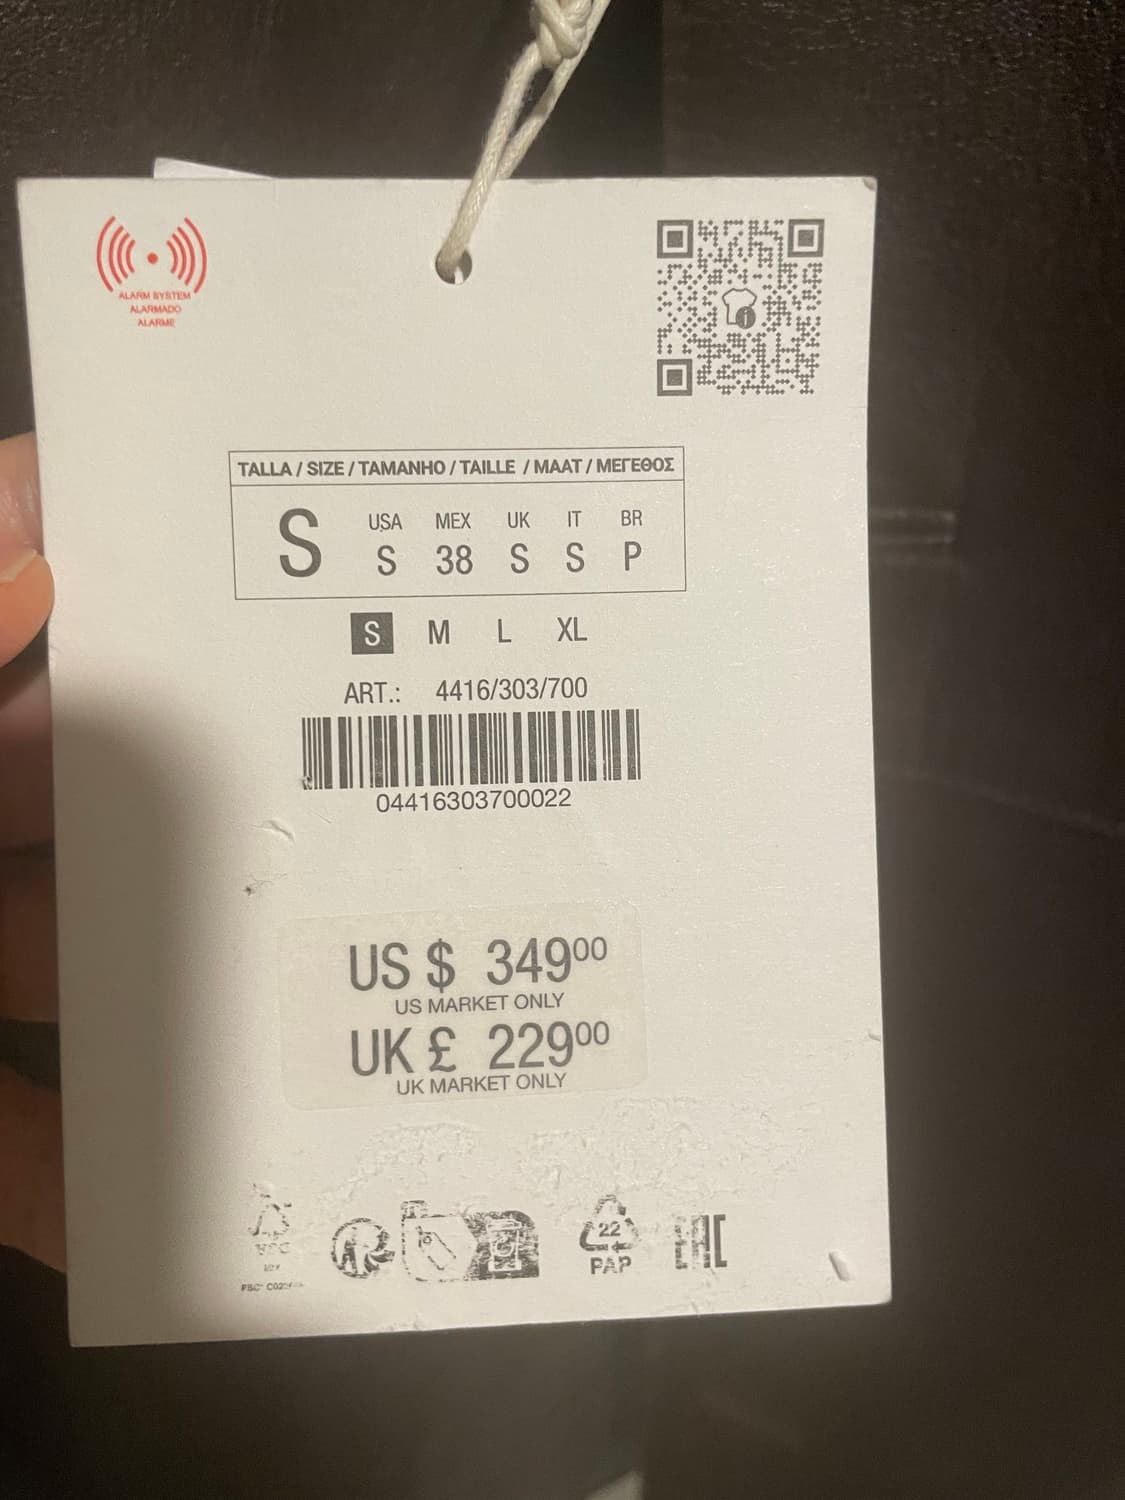 ALARM SYSTEM
ALARMADO
ALARME
TALLA / SIZE / TAMANHO / TAILLE / MAAT / ΜΕΓΕΘΟΣ
S
USA MEX UK IT BR
S 38 S S P
S M L XL
ART.: 4416/303/700
04416303700022
US $ 349⁰⁰
US MARKET ONLY
UK £ 229⁰⁰
UK MARKET ONLY
22
PAP
EAC